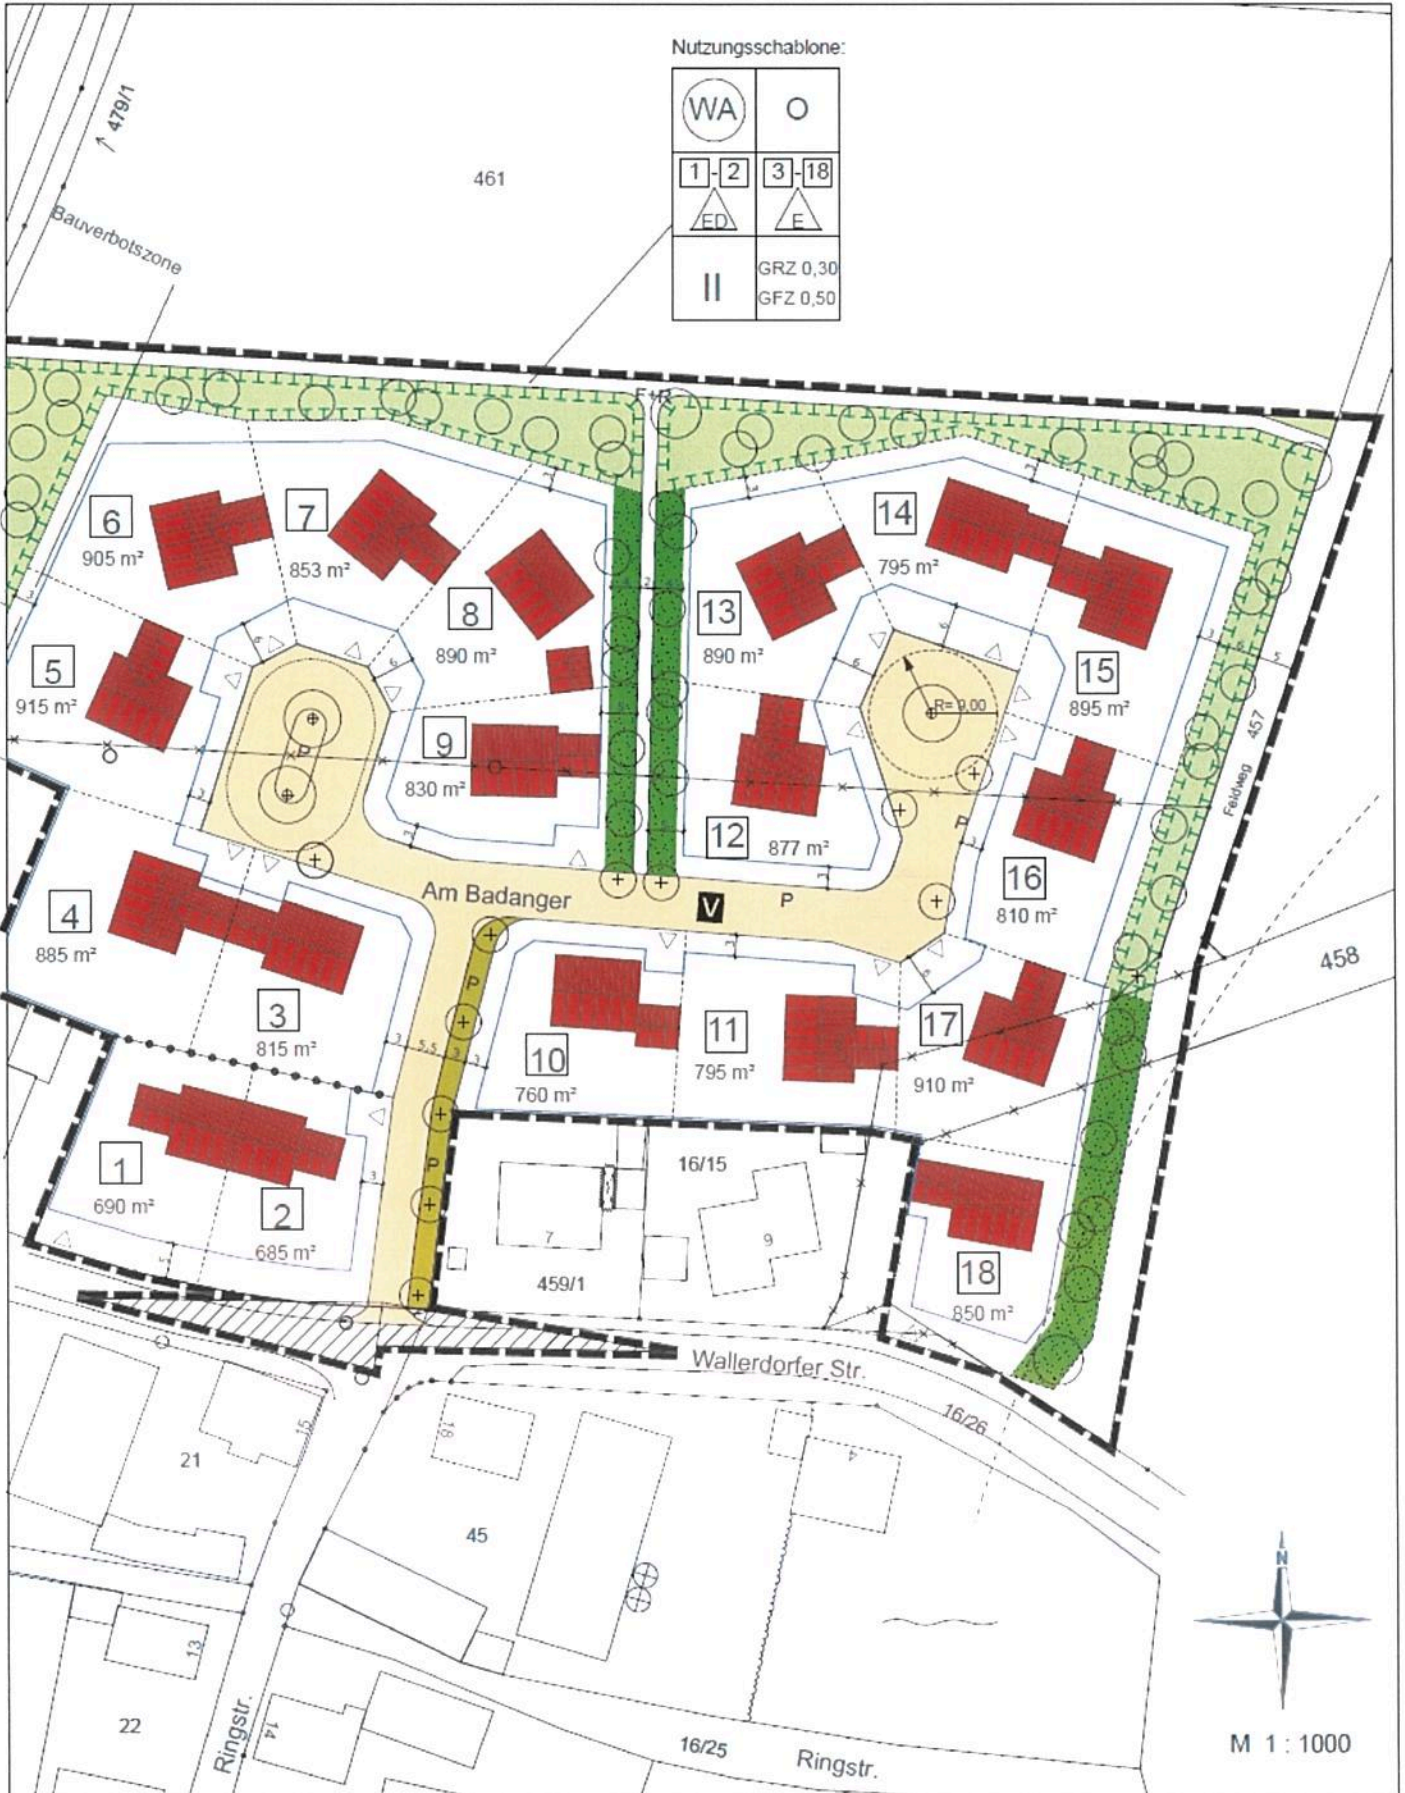 Nutzungsschablone:
WA O
1 - 2 3 - 18
ED E
II GRZ 0,30
GFZ 0,50
479/1
461
Bauverbotszone
F+R
6
905 m²
7
853 m²
8
890 m²
13
890 m²
14
795 m²
15
895 m²
5
915 m²
9
830 m²
R= 9,00
12
877 m²
16
810 m²
457
Feldweg
458
4
885 m²
3
815 m²
Am Badanger
V
P
P
P
P
P
10
760 m²
11
795 m²
17
910 m²
1
690 m²
2
685 m²
3
5,5
3
3
16/15
7
9
459/1
18
850 m²
Wallerdorfer Str.
16/26
15
21
16
4
45
13
22
14
Ringstr.
16/25
Ringstr.
N
M 1 : 1000